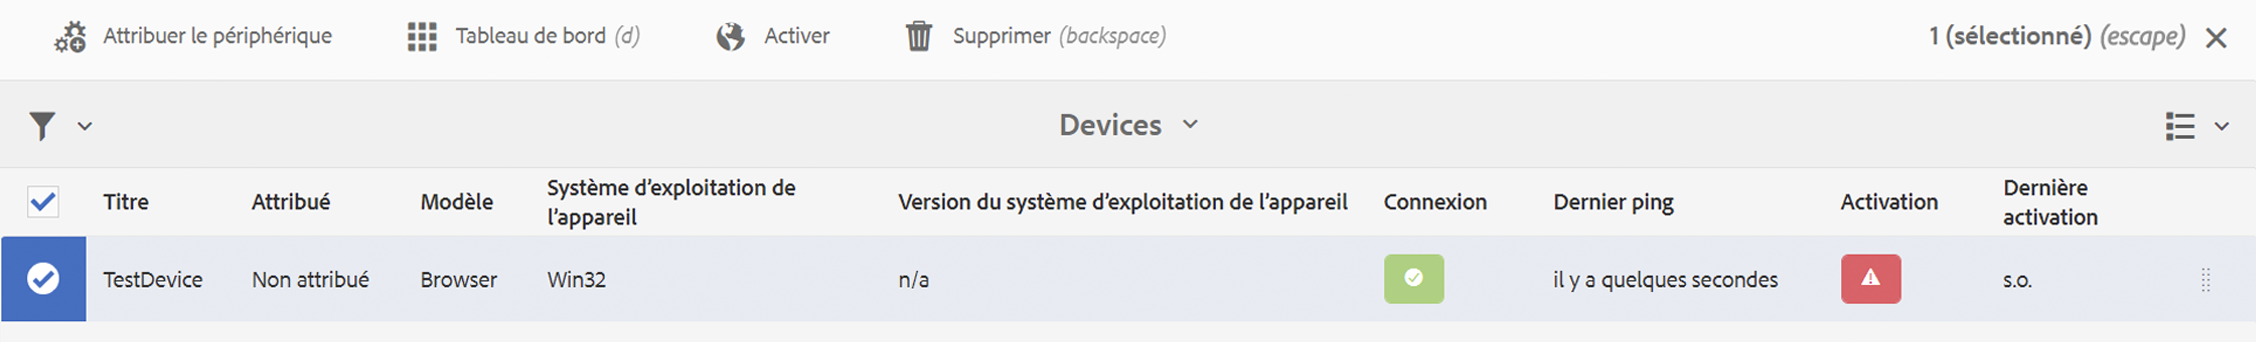 Attribuer le périphérique Tableau de bord (d) Activer Supprimer (backspace) 1 (sélectionné) (escape)
Devices
Titre Attribué Modèle Système d’exploitation de l’appareil Version du système d’exploitation de l’appareil Connexion Dernier ping Activation Dernière activation
TestDevice Non attribué Browser Win32 n/a il y a quelques secondes s.o.